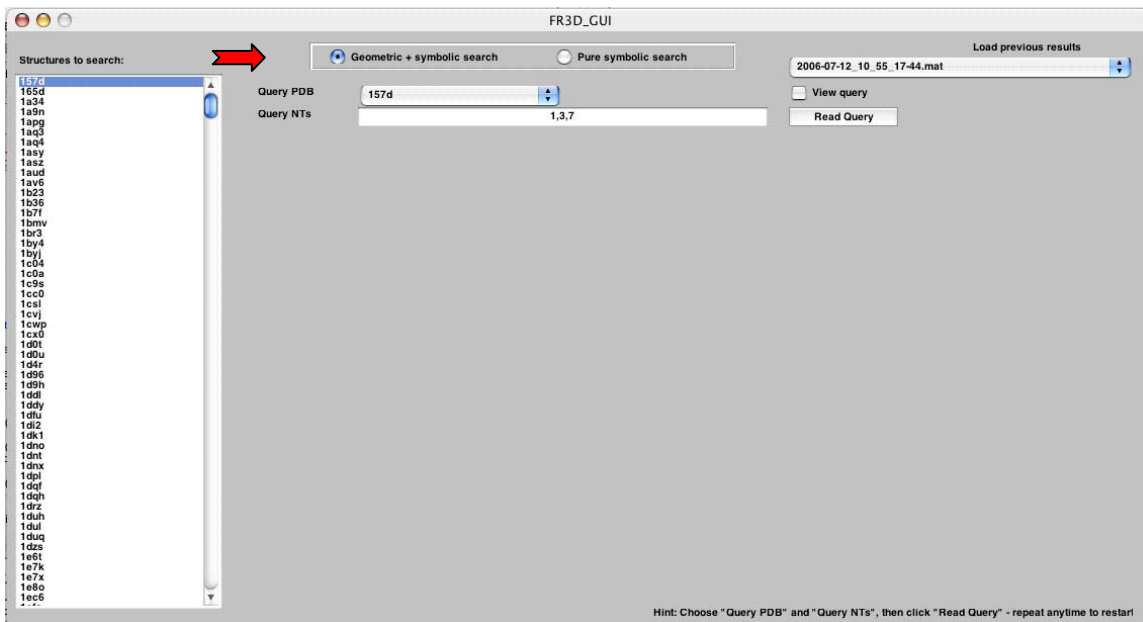 FR3D_GUI
Structures to search:
Geometric + symbolic search
Pure symbolic search
Load previous results
2006-07-12_10_55_17-44.mat
Query PDB
157d
View query
Query NTs
1,3,7
Read Query
157d
165d
1a34
1a9n
1apg
1aq3
1aq4
1asy
1asz
1aud
1av6
1b23
1b36
1b7f
1bmv
1br3
1by4
1byj
1c04
1c0a
1c9s
1cc0
1csl
1cvj
1cwp
1cx0
1d0t
1d0u
1d4r
1d96
1d9h
1ddl
1ddy
1dfu
1di2
1dk1
1dno
1dnt
1dnx
1dpl
1dqf
1dqh
1drz
1duh
1dul
1duq
1dzs
1e6t
1e7k
1e7x
1e8o
1ec6
Hint: Choose "Query PDB" and "Query NTs", then click "Read Query" - repeat anytime to restart